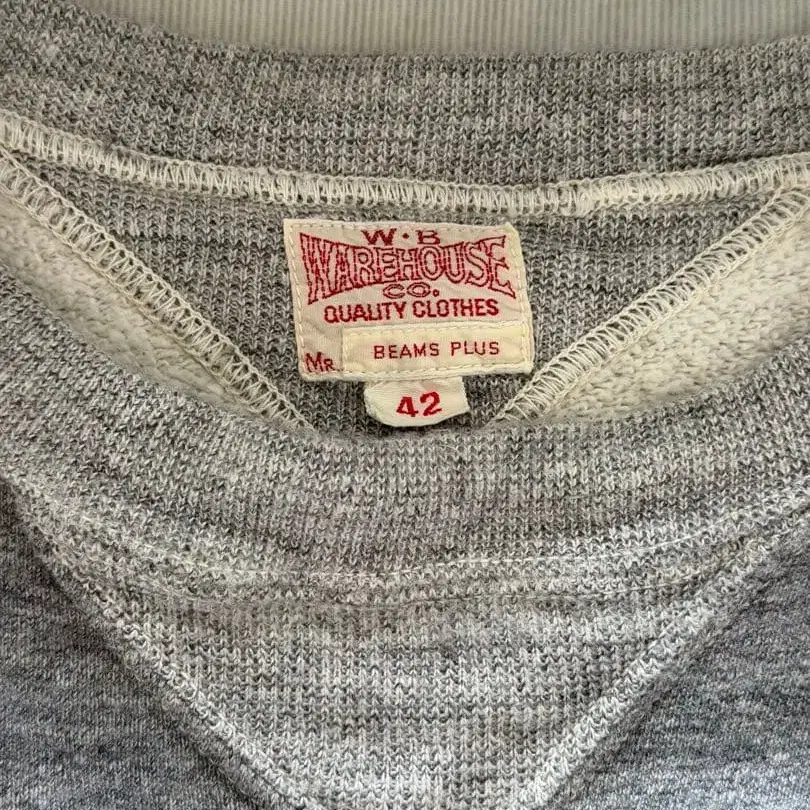 W·B
WAREHOUSE
CO.
QUALITY CLOTHES
MR. BEAMS PLUS
42